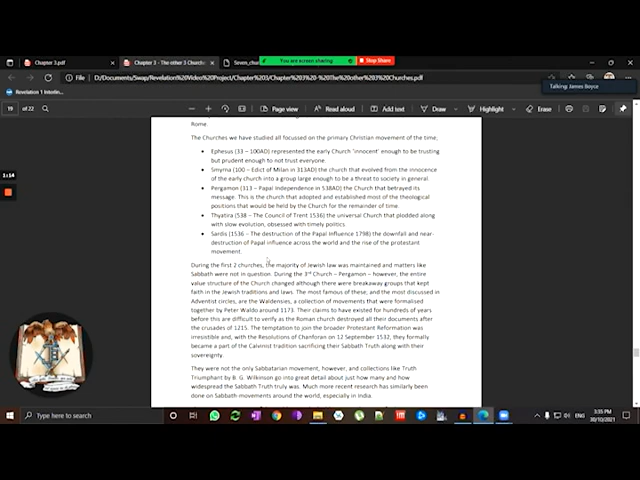 Chapter 3.pdf
Chapter 3 - The other 3 Churche
Seven_chur
You are screen sharing
Stop Share
File
D:/Documents/Swap/Revelation%20Video%20Project/Chapter%203/Chapter%203%20-%20The%20other%203%20Churches.pdf
Talking: James Boyce
Revelation 1 Interlin...
19 of 22
Page view
Read aloud
Add text
Draw
Highlight
Erase
Rome.
The Churches we have studied all focussed on the primary Christian movement of the time;
• Ephesus (33 – 100AD) represented the early Church 'innocent' enough to be trusting
but prudent enough to not trust everyone.
• Smyrna (100 – Edict of Milan in 313AD) the church that evolved from the innocence
of the early church into a group large enough to be a threat to society in general.
• Pergamon (313 – Papal Independence in 538AD) the Church that betrayed its
message. This is the church that adopted and established most of the theological
positions that would be held by the Church for the remainder of time.
• Thyatira (538 – The Council of Trent 1536) the universal Church that plodded along
with slow evolution, obsessed with timely politics.
• Sardis (1536 – The destruction of the Papal Influence 1798) the downfall and near-
destruction of Papal influence across the world and the rise of the protestant
movement.
During the first 2 churches, the majority of Jewish law was maintained and matters like
Sabbath were not in question. During the 3rd Church – Pergamon – however, the entire
value structure of the Church changed although there were breakaway groups that kept
faith in the Jewish traditions and laws. The most famous of these, and the most discussed in
Adventist circles, are the Waldensies, a collection of movements that were formalised
together by Peter Waldo around 1173. Their claims to have existed for hundreds of years
before this are difficult to verify as the Roman church destroyed all their documents after
the crusades of 1215. The temptation to join the broader Protestant Reformation was
irresistible and, with the Resolutions of Chanforan on 12 September 1532, they formally
became a part of the Calvinist tradition sacrificing their Sabbath Truth along with their
sovereignty.
They were not the only Sabbatarian movement, however, and collections like Truth
Triumphant by B. G. Wilkinson go into great detail about just how many and how
widespread the Sabbath Truth truly was. Much more recent research has similarly been
done on Sabbath movements around the world, especially in India.
1:14
Type here to search
ENG
3:35 PM
30/10/2021